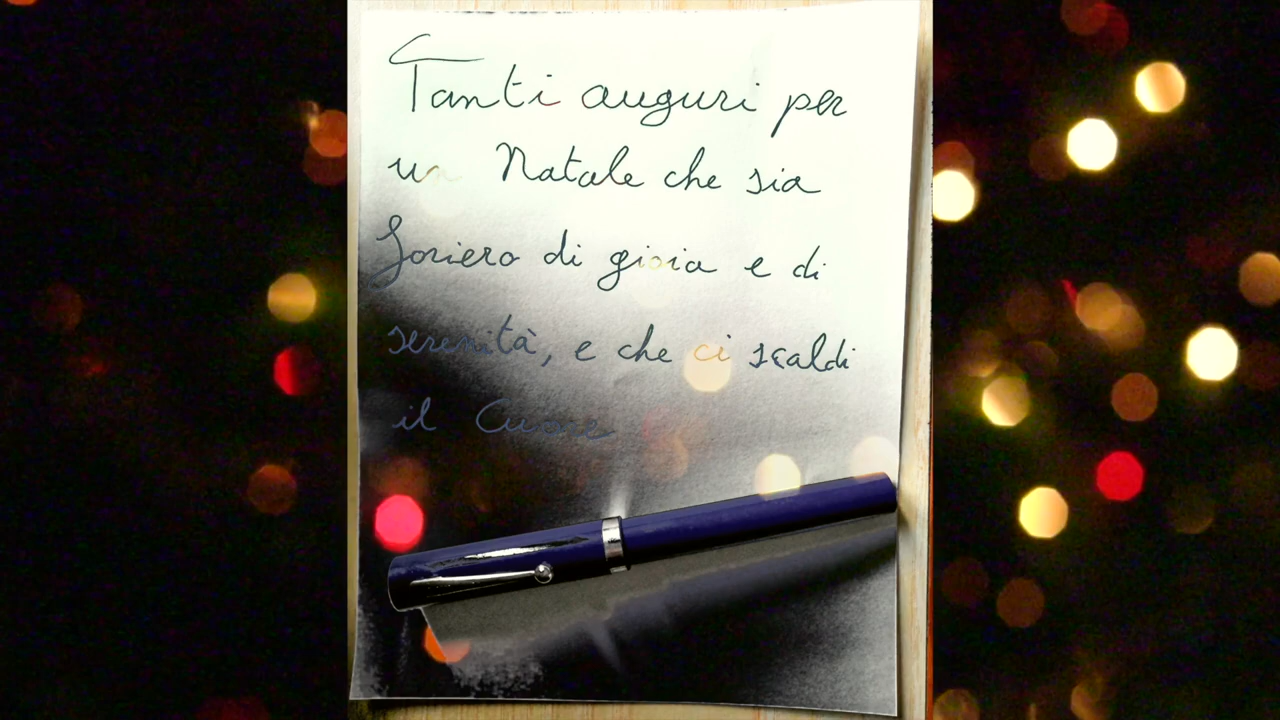 Tanti auguri per
un Natale che sia
foriero di gioia e di
serenità, e che ci scaldi
il Cuore